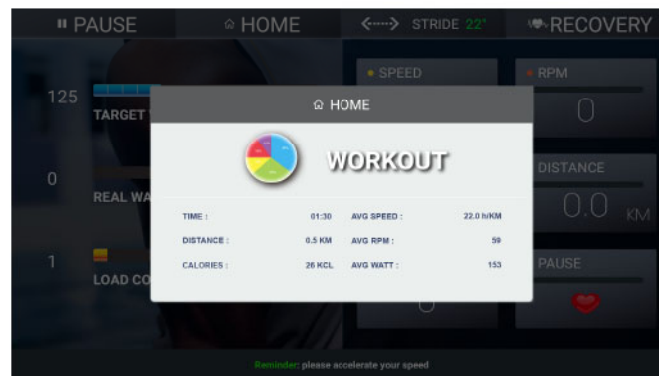 PAUSE
HOME
STRIDE 22"
RECOVERY
SPEED
RPM
125
TARGET
0
HOME
WORKOUT
DISTANCE
0
REAL WA
0.0 KM
TIME : 01:30 AVG SPEED : 22.0 h/KM
DISTANCE : 0.5 KM AVG RPM : 59
CALORIES : 26 KCL AVG WATT : 153
1
LOAD CO
PAUSE
Reminder: please accelerate your speed